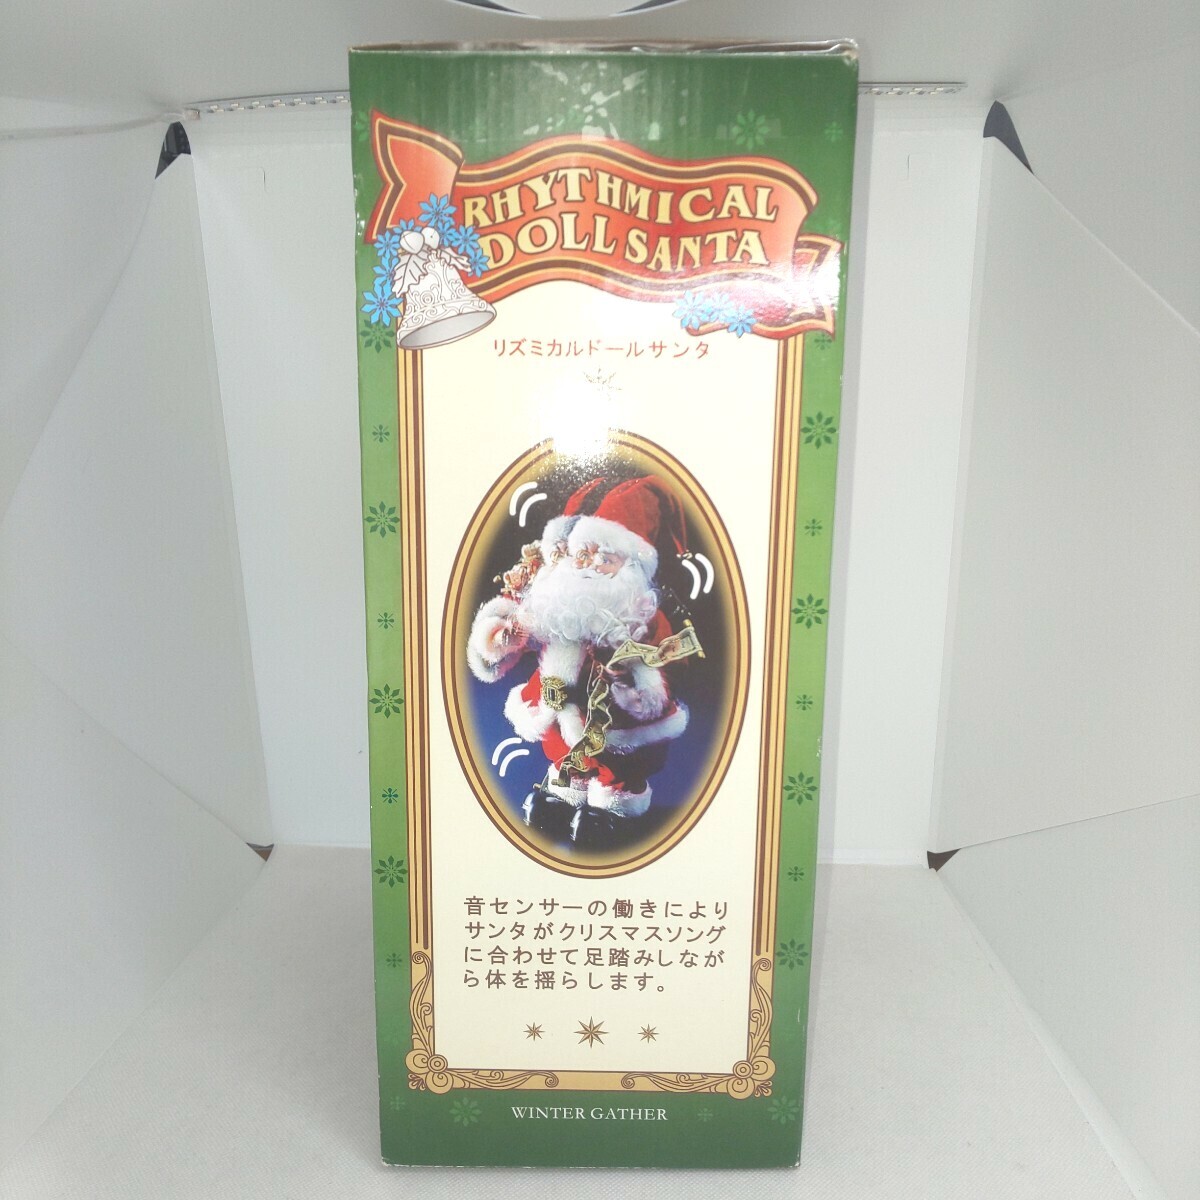 RHYTHMICAL
DOLL SANTA
リズミカルドールサンタ
音センサーの働きにより
サンタがクリスマスソング
に合わせて足踏みしなが
ら体を揺らします。
WINTER GATHER